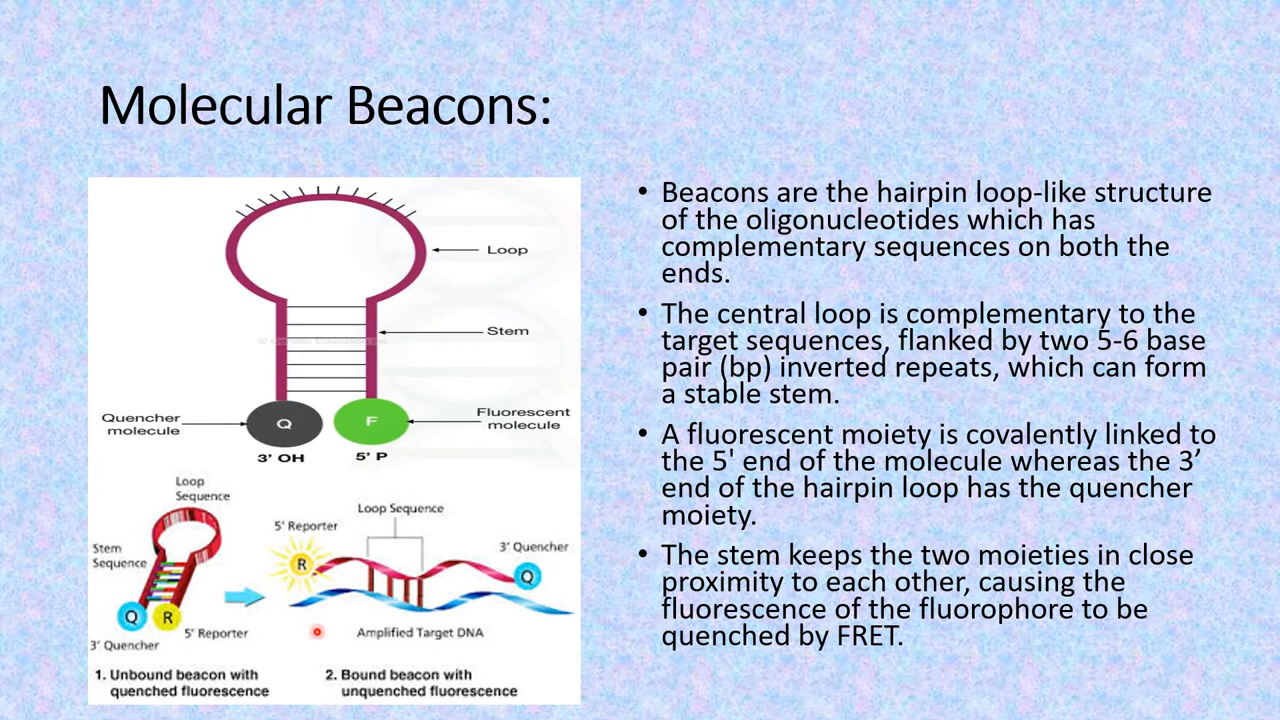 Molecular Beacons:
Loop
Stem
© Genetic Education Inc.
Quencher
molecule
Q
F
Fluorescent
molecule
3’ OH
5’ P
Loop
Sequence
Stem
Sequence
Q
R
3’ Quencher
5’ Reporter
Loop Sequence
5’ Reporter
R
3’ Quencher
Q
Amplified Target DNA
1. Unbound beacon with
quenched fluorescence
2. Bound beacon with
unquenched fluorescence
• Beacons are the hairpin loop-like structure
of the oligonucleotides which has
complementary sequences on both the
ends.
• The central loop is complementary to the
target sequences, flanked by two 5-6 base
pair (bp) inverted repeats, which can form
a stable stem.
• A fluorescent moiety is covalently linked to
the 5' end of the molecule whereas the 3’
end of the hairpin loop has the quencher
moiety.
• The stem keeps the two moieties in close
proximity to each other, causing the
fluorescence of the fluorophore to be
quenched by FRET.